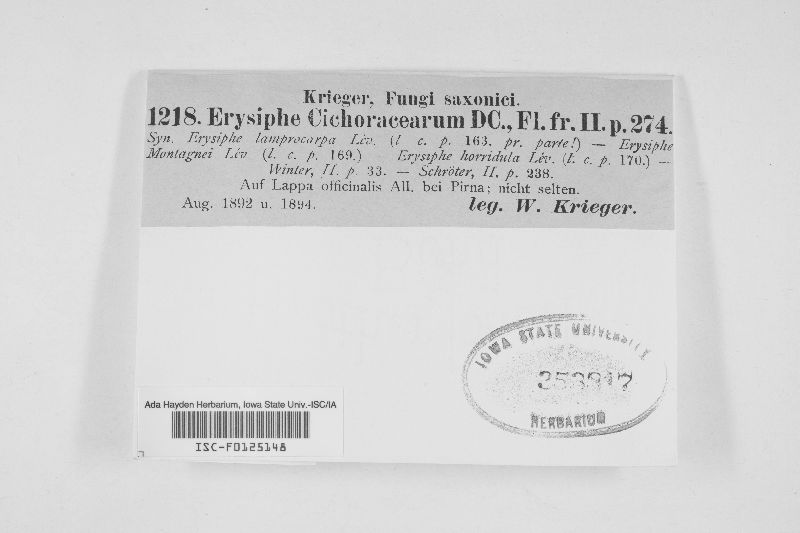 Krieger, Fungi saxonici.
1218. Erysiphe Cichoracearum DC., Fl. fr. II. p. 274.
Syn. Erysiphe lamprocarpa Lév. (l. c. p. 163. pr. parte!) — Erysiphe
Montagnei Lév (l. c. p. 169.) Erysiphe horridula Lév. (l. c. p. 170.) —
Winter, II. p. 33. — Schröter, II. p. 238.
Auf Lappa officinalis All. bei Pirna; nicht selten.
Aug. 1892 u. 1894. leg. W. Krieger.
IOWA STATE UNIVERSITY
HERBARIUM
Ada Hayden Herbarium, Iowa State Univ.-ISC/IA
ISC-F0125148